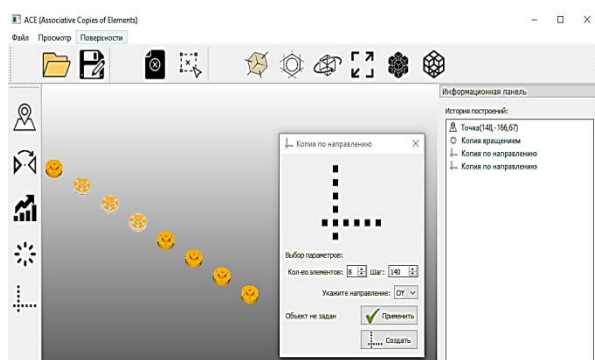 ACE (Associative Copies of Elements)
Файл Просмотр Поверхности
Информационная панель
История построений:
Точка(148,-166,67)
Копия вращением
Копия по направлению
Копия по направлению
Копия по направлению
Выбор параметров:
Кол-во элементов: 8 Шаг: 140
Укажите направление: OY
Объект не задан Применить
Создать